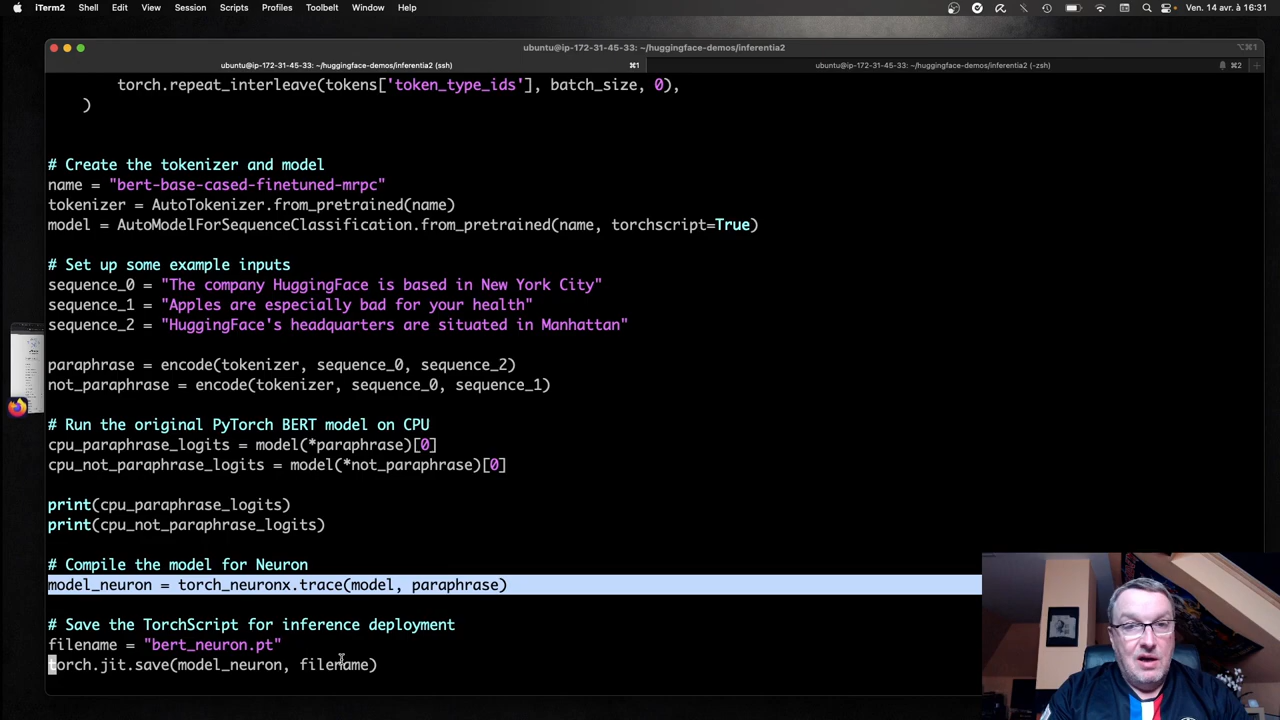 iTerm2 Shell Edit View Session Scripts Profiles Toolbelt Window Help Ven. 14 avr. à 16:31
ubuntu@ip-172-31-45-33: ~/huggingface-demos/inferentia2 ⌥⌘1
ubuntu@ip-172-31-45-33: ~/huggingface-demos/inferentia2 (ssh) ⌘1 ubuntu@ip-172-31-45-33: ~/huggingface-demos/inferentia2 (-zsh) ⌘2
torch.repeat_interleave(tokens['token_type_ids'], batch_size, 0),
)
# Create the tokenizer and model
name = "bert-base-cased-finetuned-mrpc"
tokenizer = AutoTokenizer.from_pretrained(name)
model = AutoModelForSequenceClassification.from_pretrained(name, torchscript=True)
# Set up some example inputs
sequence_0 = "The company HuggingFace is based in New York City"
sequence_1 = "Apples are especially bad for your health"
sequence_2 = "HuggingFace's headquarters are situated in Manhattan"
paraphrase = encode(tokenizer, sequence_0, sequence_2)
not_paraphrase = encode(tokenizer, sequence_0, sequence_1)
# Run the original PyTorch BERT model on CPU
cpu_paraphrase_logits = model(*paraphrase)[0]
cpu_not_paraphrase_logits = model(*not_paraphrase)[0]
print(cpu_paraphrase_logits)
print(cpu_not_paraphrase_logits)
# Compile the model for Neuron
model_neuron = torch_neuronx.trace(model, paraphrase)
# Save the TorchScript for inference deployment
filename = "bert_neuron.pt"
torch.jit.save(model_neuron, filename)